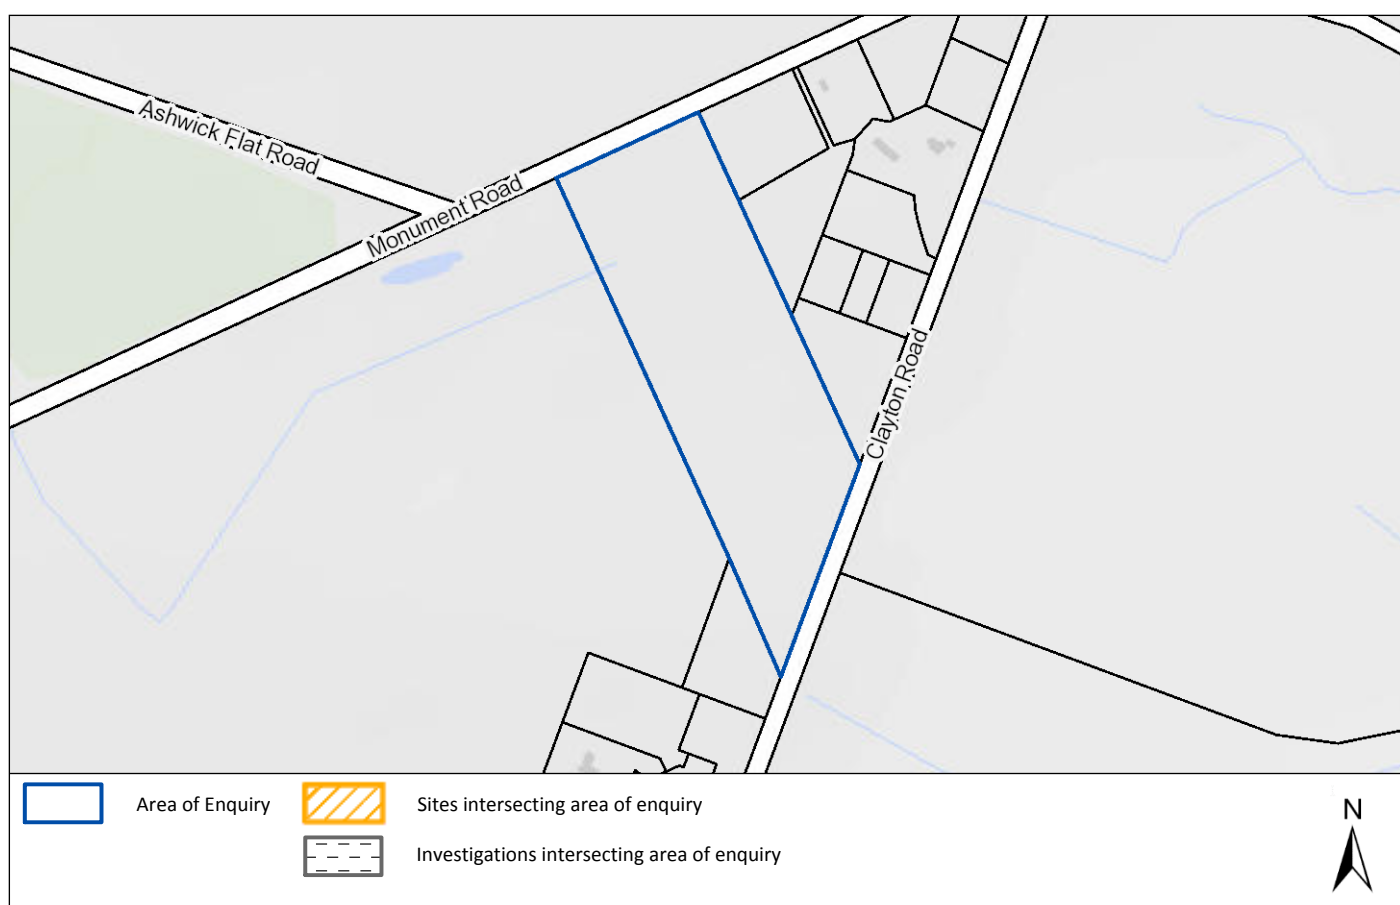 Ashwick Flat Road
Monument Road
Clayton Road
Area of Enquiry
Sites intersecting area of enquiry
Investigations intersecting area of enquiry
N